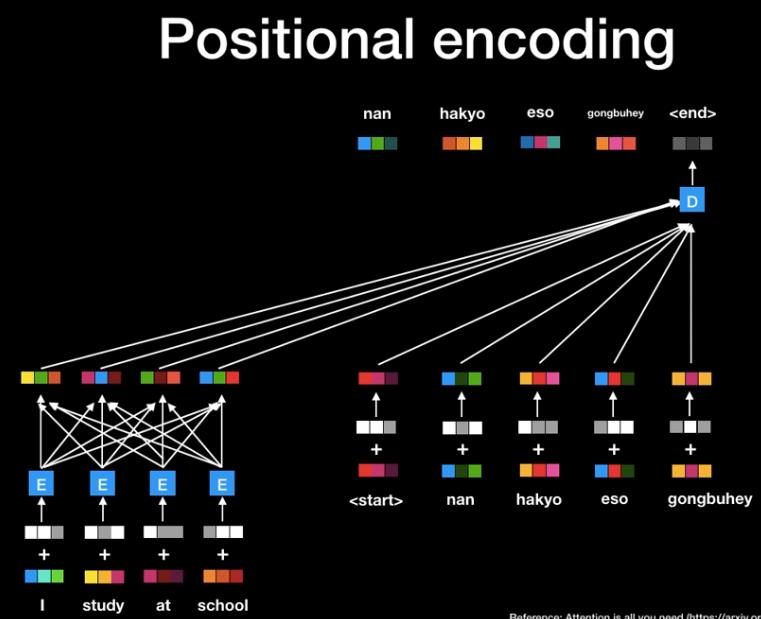 Positional encoding
nan hakyo eso gongbuhey <end>
D
E E E E
+ + + + +
<start> nan hakyo eso gongbuhey
+ + + +
I study at school
Reference: Attention is all you need (https://arxiv.or